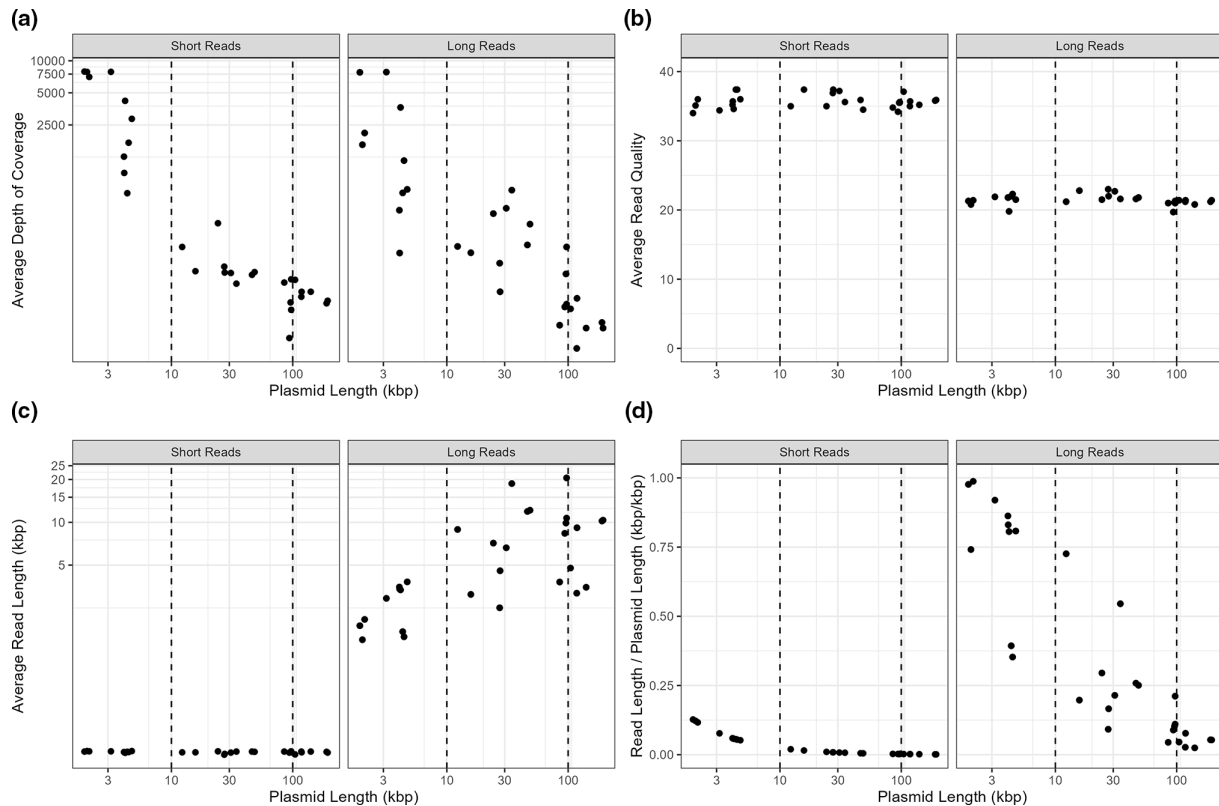 (a)
Short Reads
Long Reads
Average Depth of Coverage
10000
7500
5000
2500
3
10
30
100
3
10
30
100
Plasmid Length (kbp)
(b)
Short Reads
Long Reads
Average Read Quality
40
30
20
10
0
3
10
30
100
3
10
30
100
Plasmid Length (kbp)
(c)
Short Reads
Long Reads
Average Read Length (kbp)
25
20
15
10
5
3
10
30
100
3
10
30
100
Plasmid Length (kbp)
(d)
Short Reads
Long Reads
Read Length / Plasmid Length (kbp/kbp)
1.00
0.75
0.50
0.25
0.00
3
10
30
100
3
10
30
100
Plasmid Length (kbp)